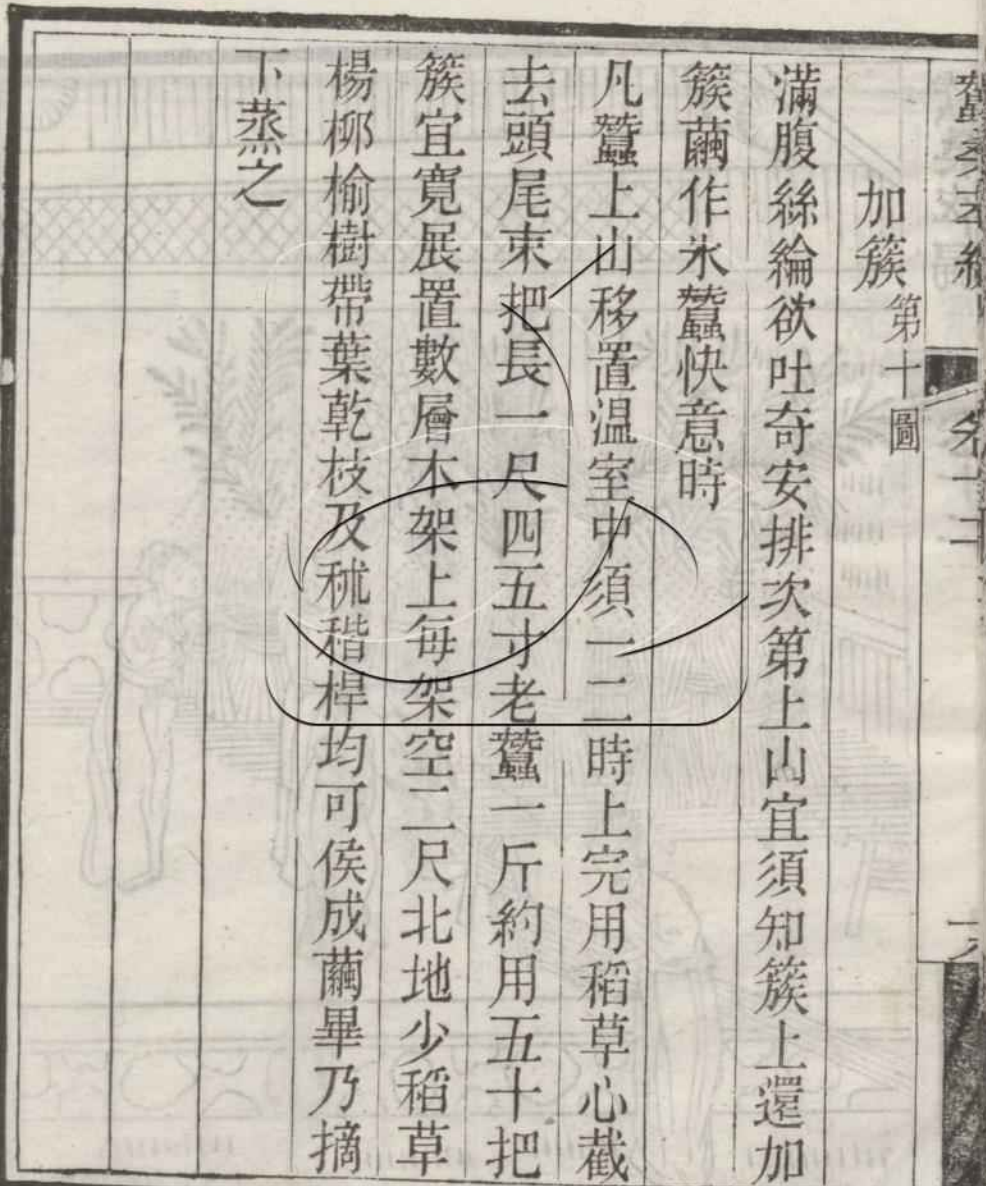 加簇 第十圖
滿腹絲綸欲吐奇安排次第上山宜須知簇上還加
簇繭作氷蠶快意時
凡蠶上山移置溫室中須一二時上完用稻草心截
去頭尾束把長一尺四五寸老蠶一斤約用五十把
簇宜寛展置數層木架上每架空二尺北地少稻草
楊柳榆樹帶葉乾枝及秫稭桿均可侯成繭畢乃摘
下蒸之